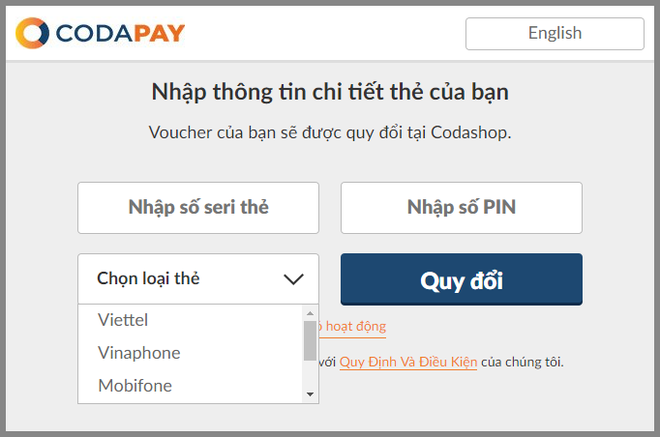 CODAPAY
English
Nhập thông tin chi tiết thẻ của bạn
Voucher của bạn sẽ được quy đổi tại Codashop.
Nhập số seri thẻ
Nhập số PIN
Chọn loại thẻ
Quy đổi
Viettel
Vinaphone
Mobifone
hoạt động
với Quy Định Và Điều Kiện của chúng tôi.